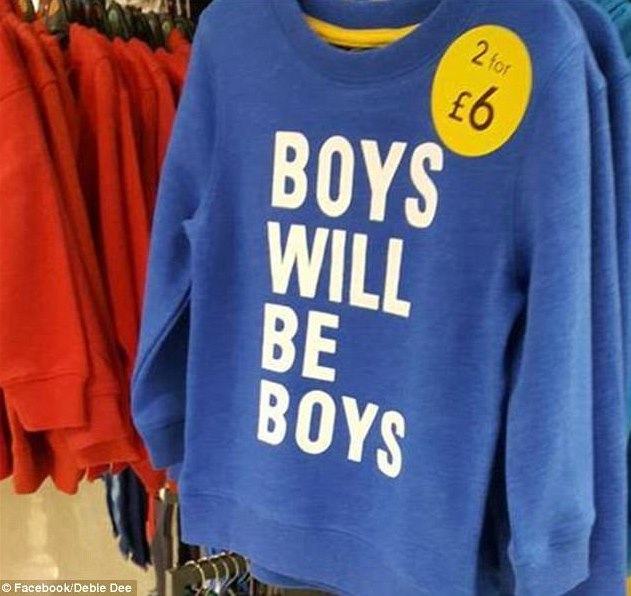 2 for
£6
BOYS
WILL
BE
BOYS
© Facebook/Debie Dee